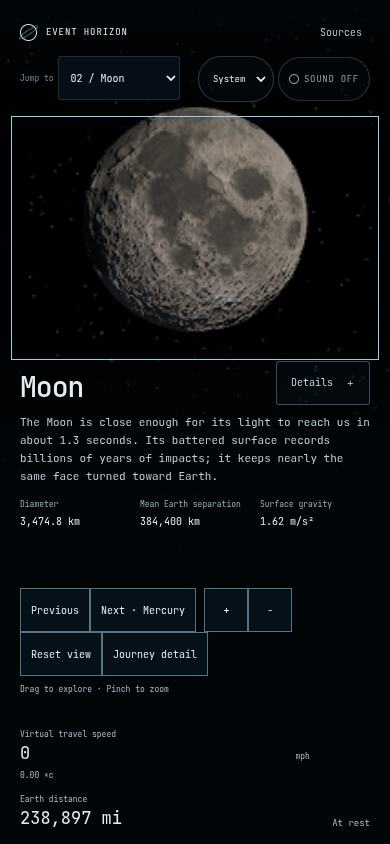 EVENT HORIZON
Sources
Jump to
02 / Moon
System
SOUND OFF
Moon
Details +
The Moon is close enough for its light to reach us in
about 1.3 seconds. Its battered surface records
billions of years of impacts; it keeps nearly the
same face turned toward Earth.
Diameter
Mean Earth separation
Surface gravity
3,474.8 km
384,400 km
1.62 m/s²
Previous
Next · Mercury
+
-
Reset view
Journey detail
Drag to explore · Pinch to zoom
Virtual travel speed
0
mph
0.00 ×c
Earth distance
238,897 mi
At rest